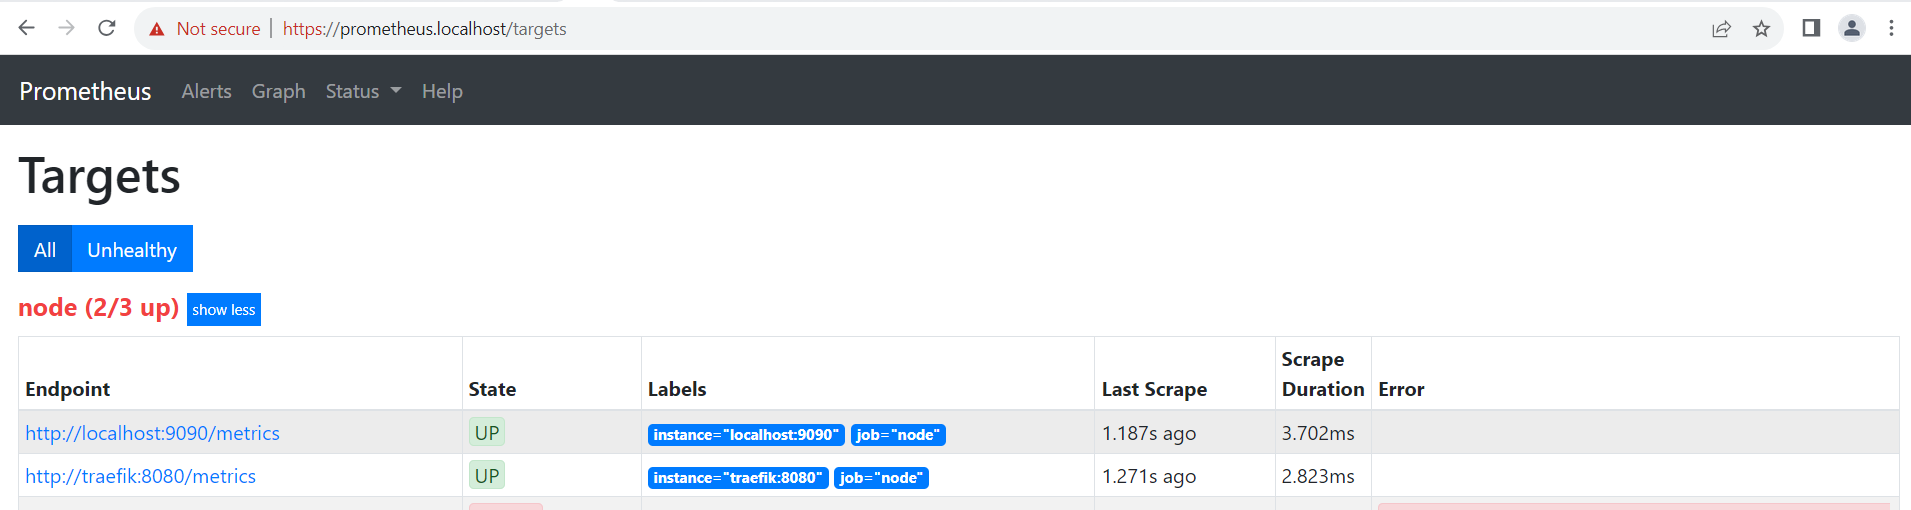 Not secure | https://prometheus.localhost/targets
Prometheus Alerts Graph Status Help
Targets
All Unhealthy
node (2/3 up) show less
Endpoint State Labels Last Scrape Scrape Duration Error
http://localhost:9090/metrics UP instance="localhost:9090" job="node" 1.187s ago 3.702ms
http://traefik:8080/metrics UP instance="traefik:8080" job="node" 1.271s ago 2.823ms